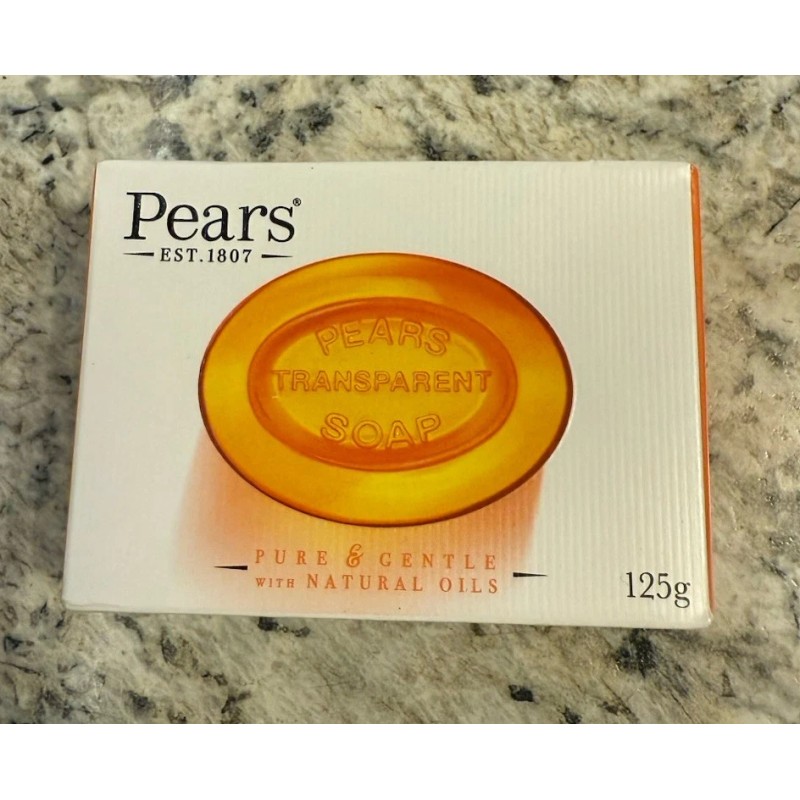 Pears®
EST.1807
PEARS
TRANSPARENT
SOAP
PURE & GENTLE
WITH NATURAL OILS
125g